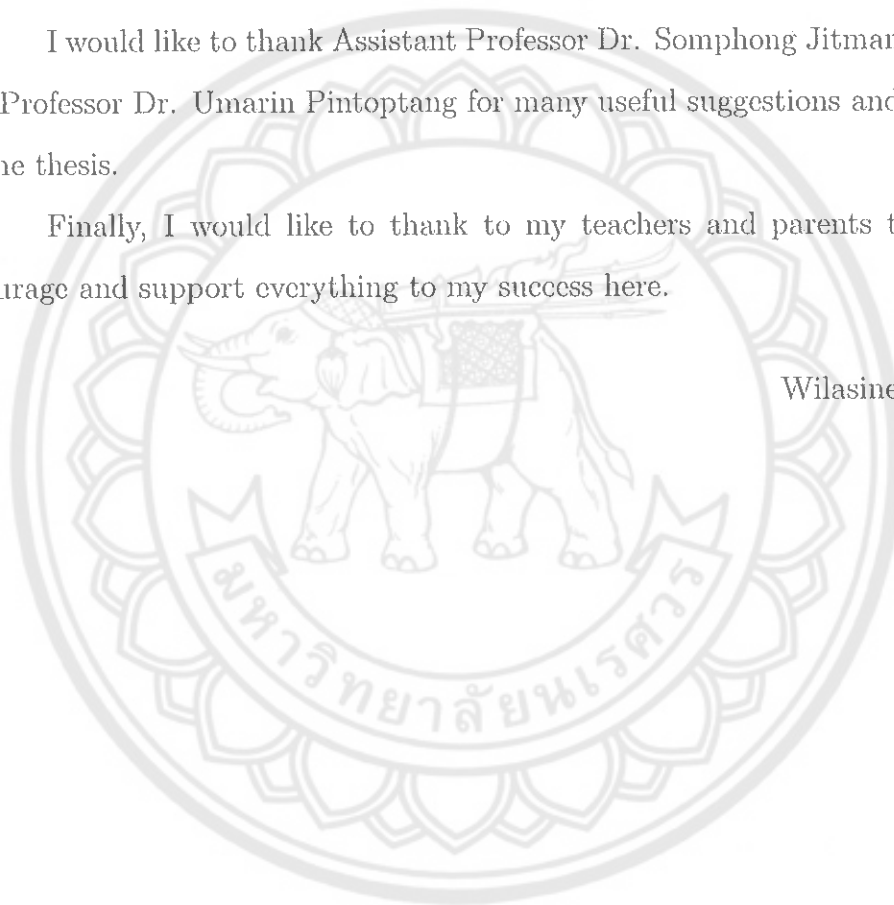 I would like to thank Assistant Professor Dr. Somphong Jitman
Professor Dr. Umarin Pintoptang for many useful suggestions and
thesis.
Finally, I would like to thank to my teachers and parents
and support everything to my success here.
Wilasine
มหาวิทยาลัยนเรศวร